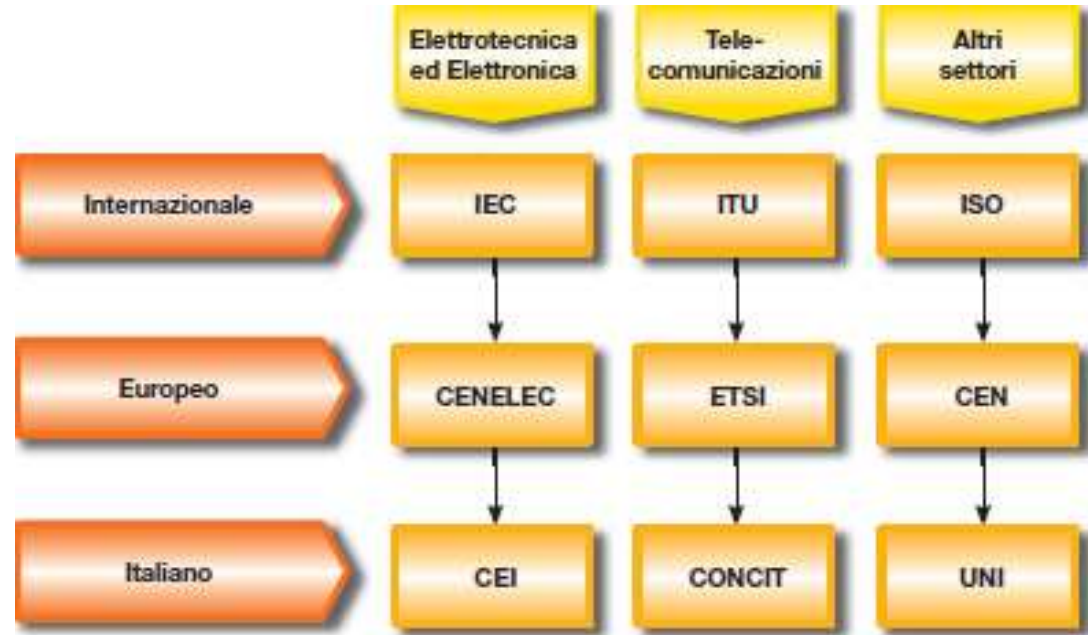 Elettrotecnica
ed Elettronica
Tele-
comunicazioni
Altri
settori
Internazionale
IEC
ITU
ISO
Europeo
CENELEC
ETSI
CEN
Italiano
CEI
CONCIT
UNI